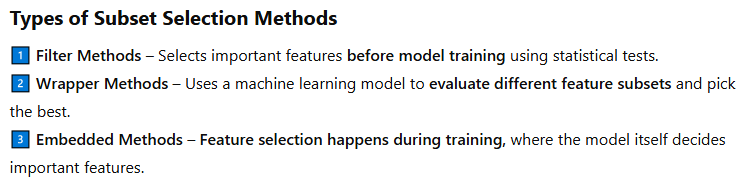 Types of Subset Selection Methods
1️⃣ Filter Methods – Selects important features before model training using statistical tests.
2️⃣ Wrapper Methods – Uses a machine learning model to evaluate different feature subsets and pick
the best.
3️⃣ Embedded Methods – Feature selection happens during training, where the model itself decides
important features.